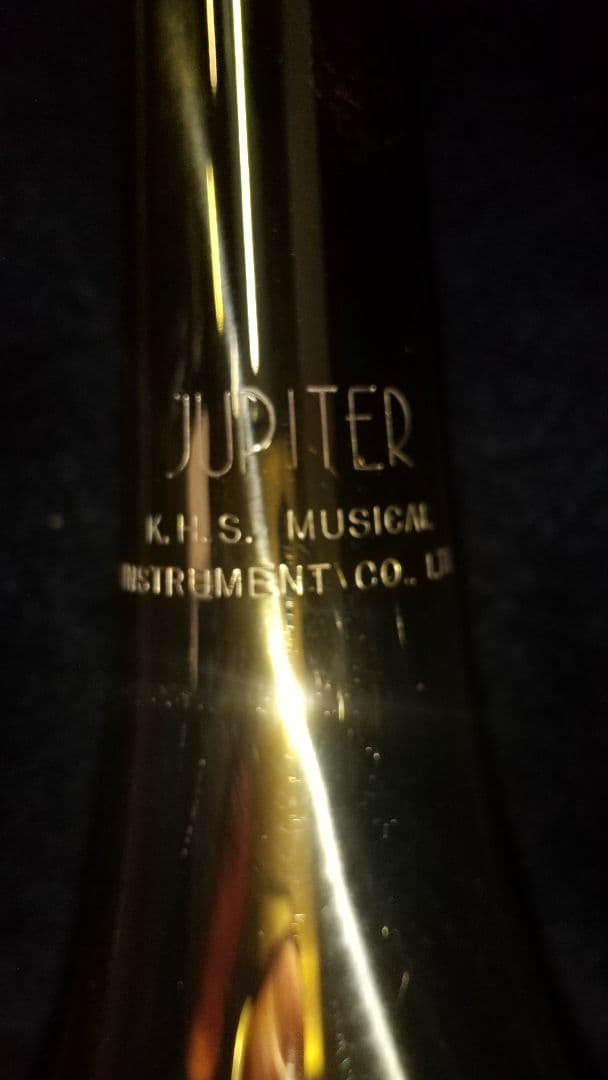 JUPITER
K.H.S. MUSICAL
INSTRUMENT CO., LTD